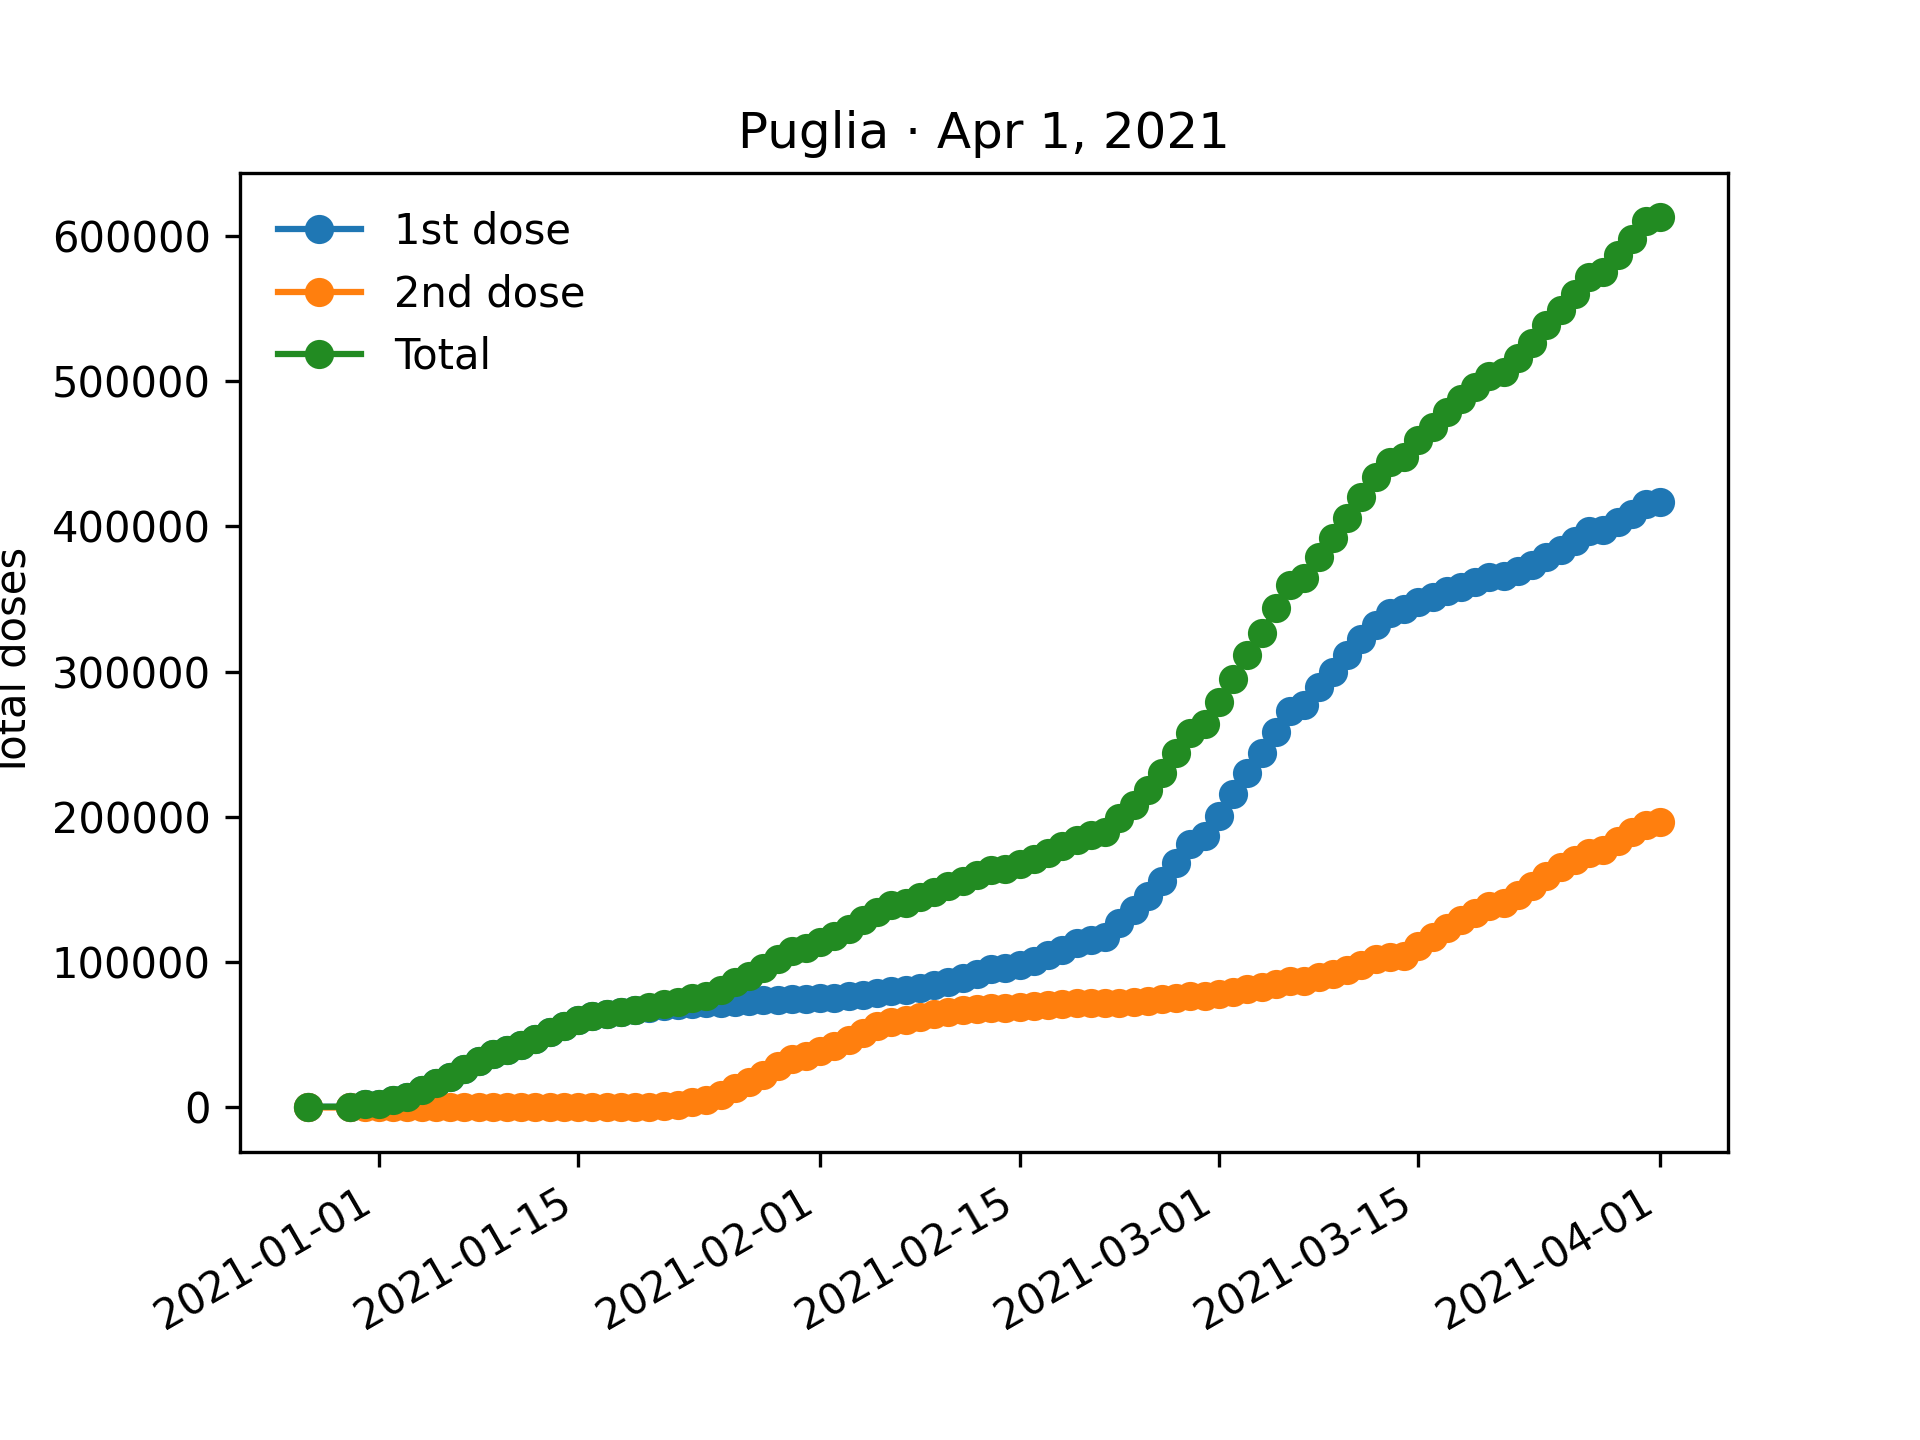 Puglia · Apr 1, 2021
1st dose
2nd dose
Total
Total doses
600000
500000
400000
300000
200000
100000
0
2021-01-01
2021-01-15
2021-02-01
2021-02-15
2021-03-01
2021-03-15
2021-04-01